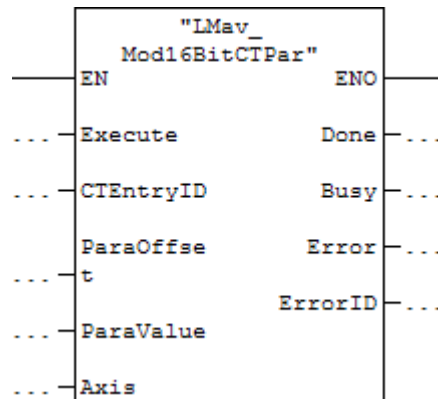 "LMav_
Mod16BitCTPar"
EN ENO
... Execute Done ...
... CTEntryID Busy ...
ParaOffse Error ...
... t
ErrorID ...
... ParaValue
... Axis